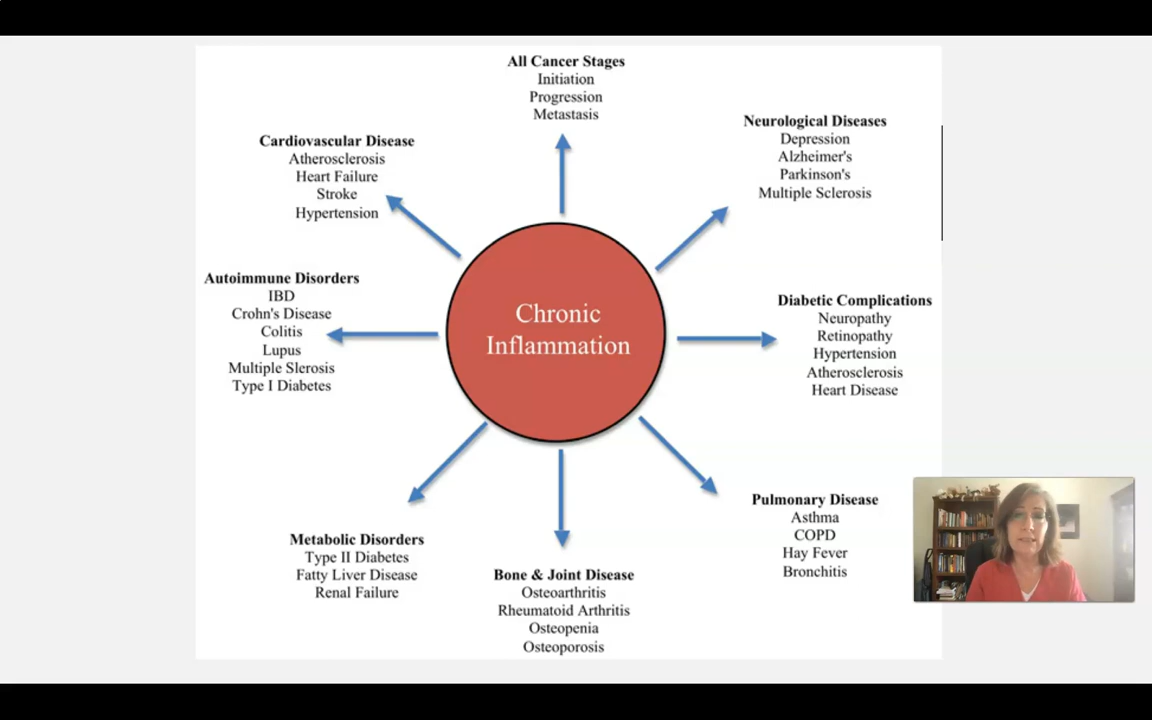 All Cancer Stages
Initiation
Progression
Metastasis
Neurological Diseases
Depression
Alzheimer's
Parkinson's
Multiple Sclerosis
Cardiovascular Disease
Atherosclerosis
Heart Failure
Stroke
Hypertension
Autoimmune Disorders
IBD
Crohn's Disease
Colitis
Lupus
Multiple Slerosis
Type I Diabetes
Chronic
Inflammation
Diabetic Complications
Neuropathy
Retinopathy
Hypertension
Atherosclerosis
Heart Disease
Pulmonary Disease
Asthma
COPD
Hay Fever
Bronchitis
Metabolic Disorders
Type II Diabetes
Fatty Liver Disease
Renal Failure
Bone & Joint Disease
Osteoarthritis
Rheumatoid Arthritis
Osteopenia
Osteoporosis